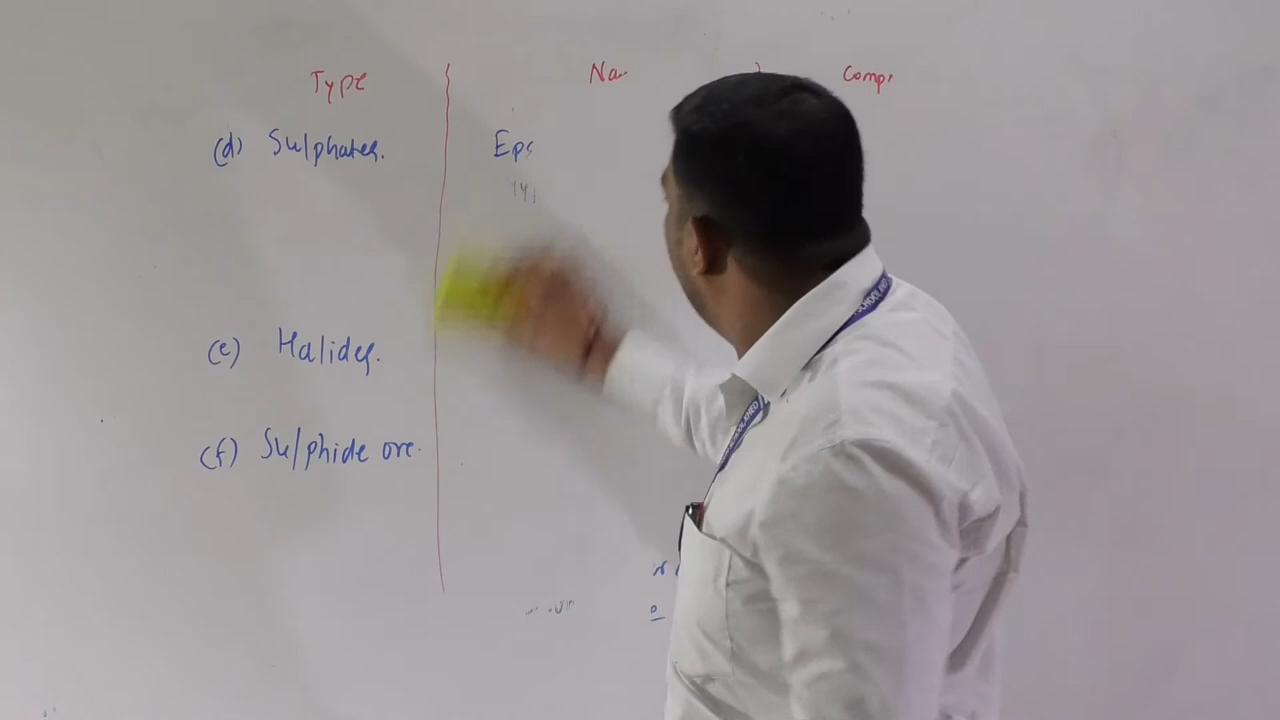 Type Na Comp
(d) Sulphates. Eps
(e) Halides.
(f) Sulphide ore.